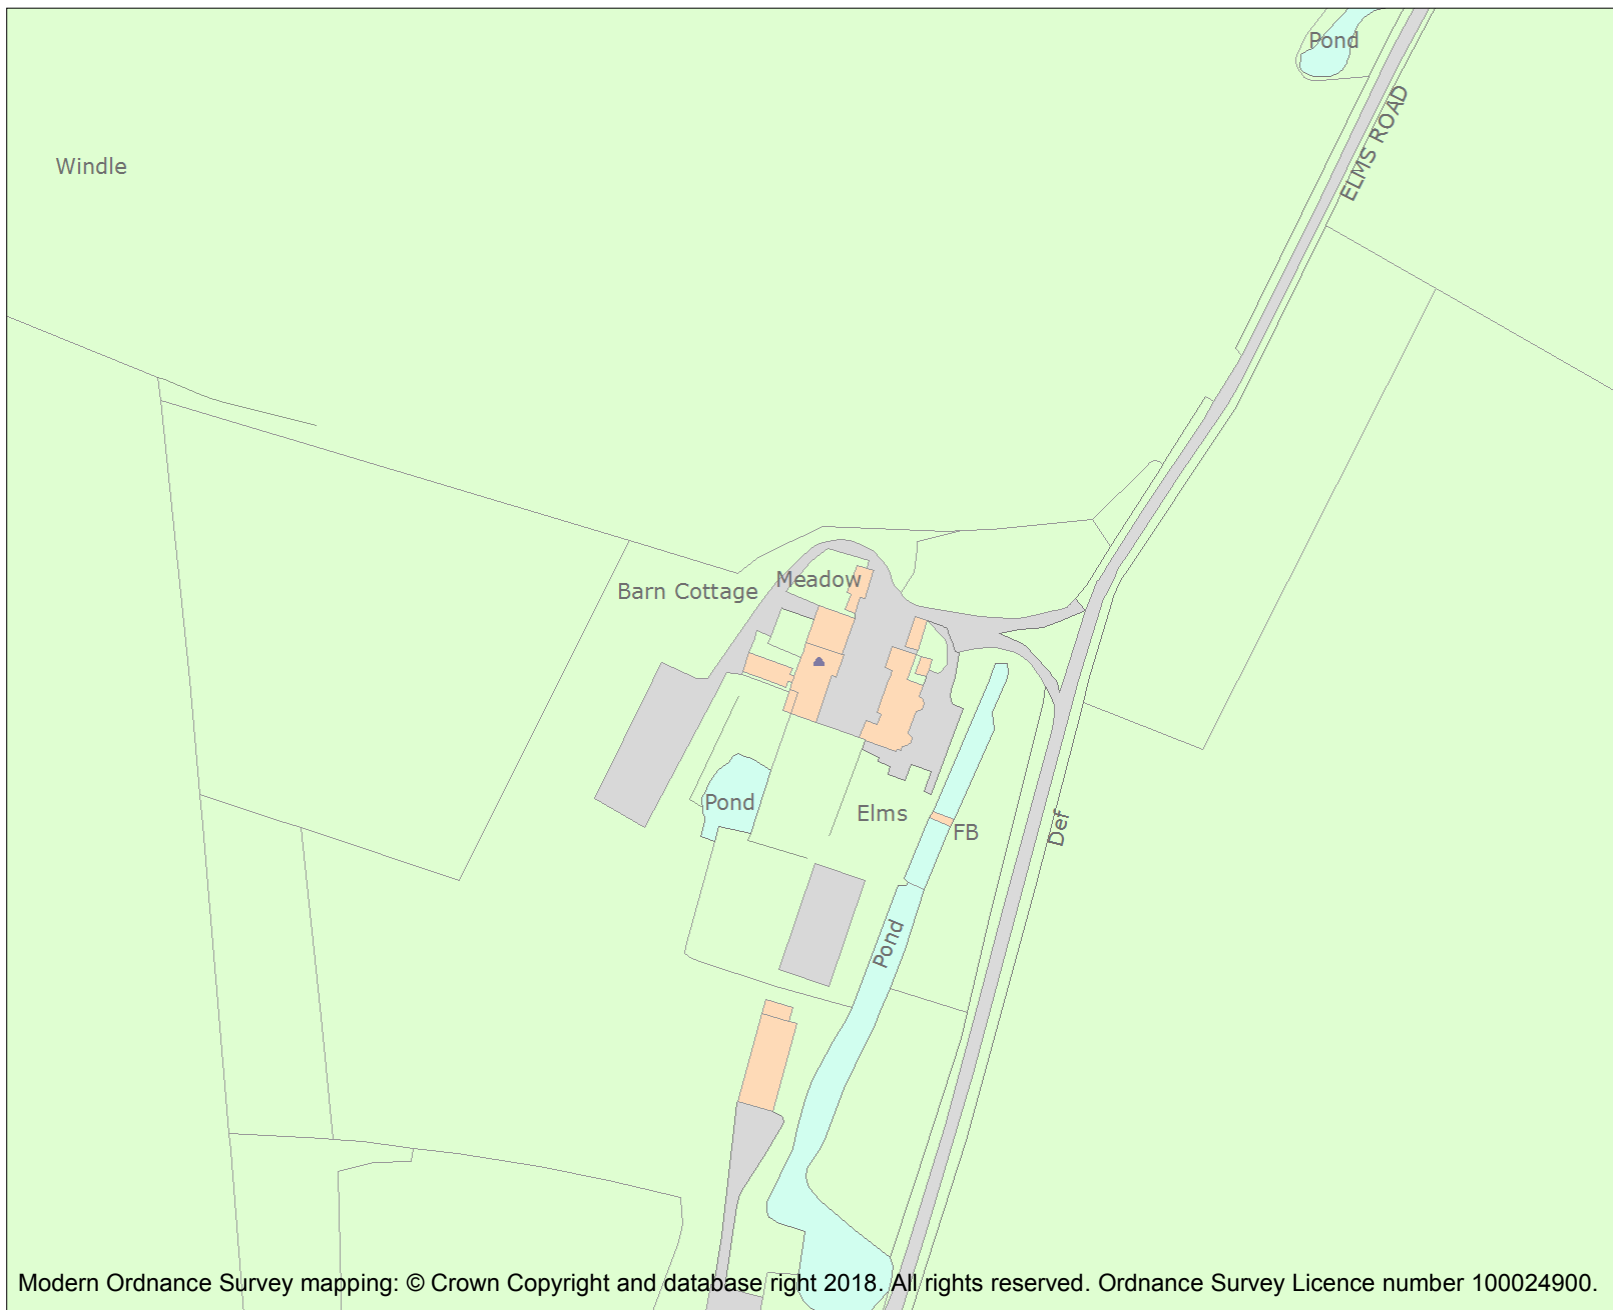 Pond
ELMS ROAD
Windle
Meadow
Barn Cottage
Pond
Elms
FB
Def
Pond
Modern Ordnance Survey mapping: © Crown Copyright and database right 2018. All rights reserved. Ordnance Survey Licence number 100024900.